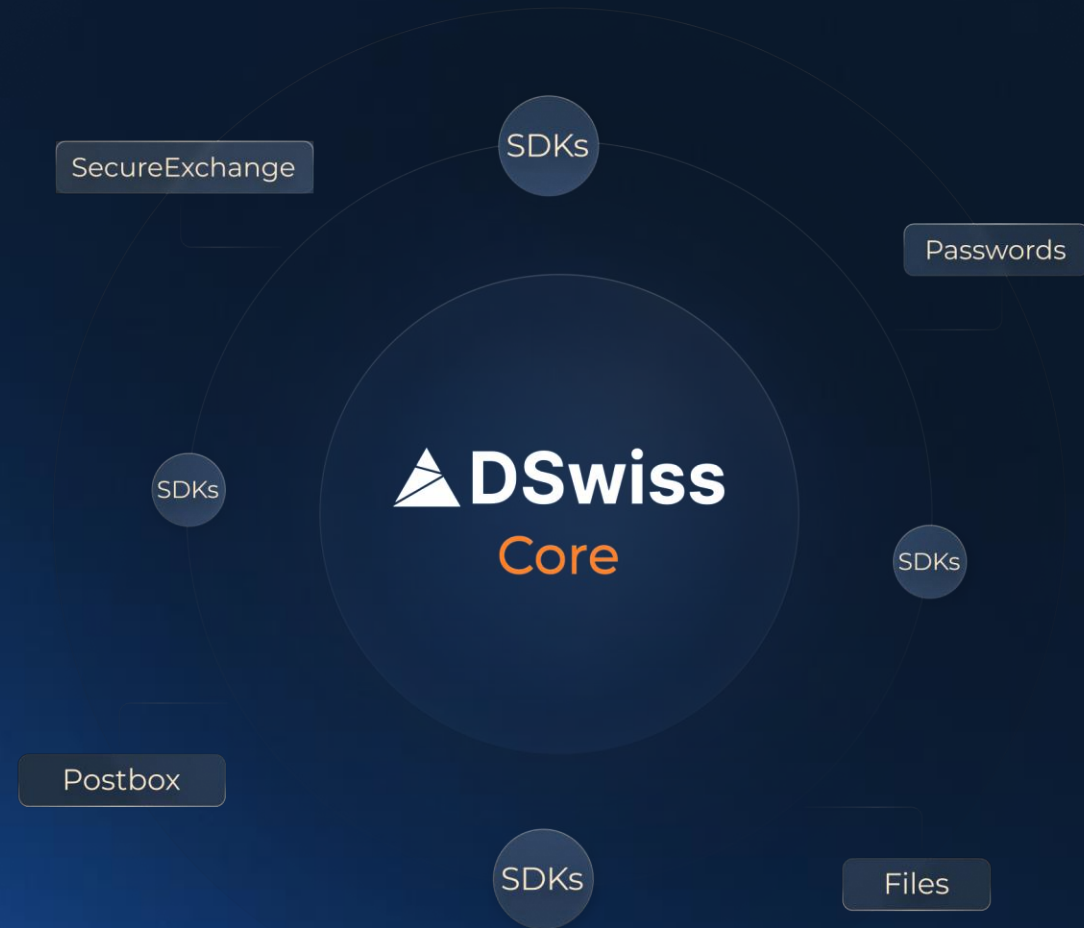 SDKs
SecureExchange
Passwords
DSwiss
Core
SDKs
SDKs
Postbox
SDKs
Files